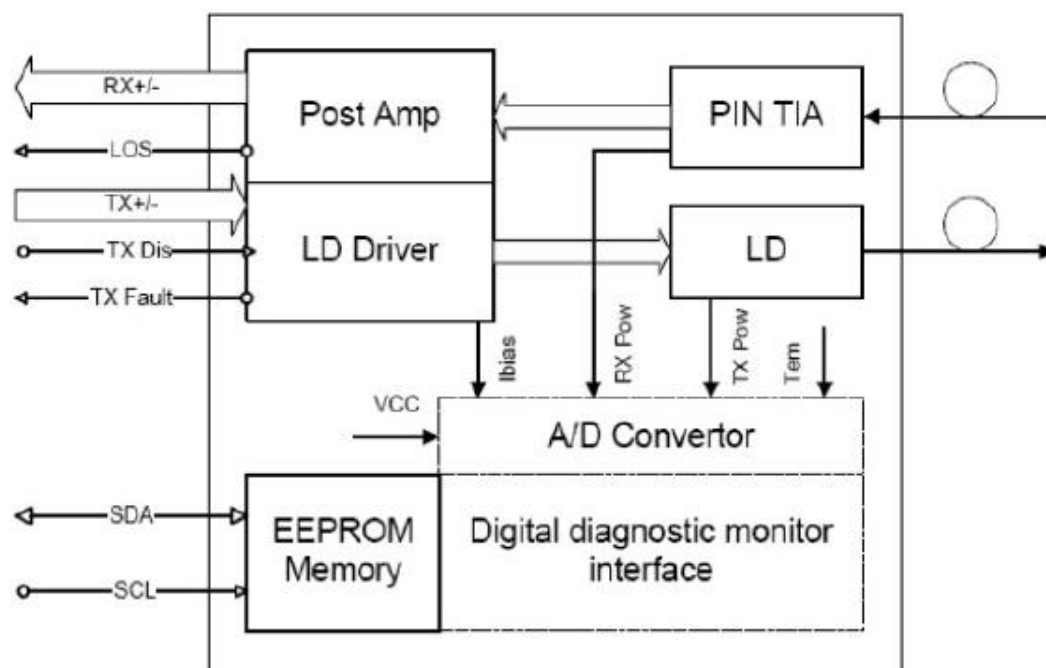 RX+/-
Post Amp
PIN TIA
LOS
TX+/-
TX Dis
LD Driver
LD
TX Fault
Ibias
RX Pow
TX Pow
Tem
VCC
A/D Convertor
SDA
EEPROM
Memory
Digital diagnostic monitor
interface
SCL